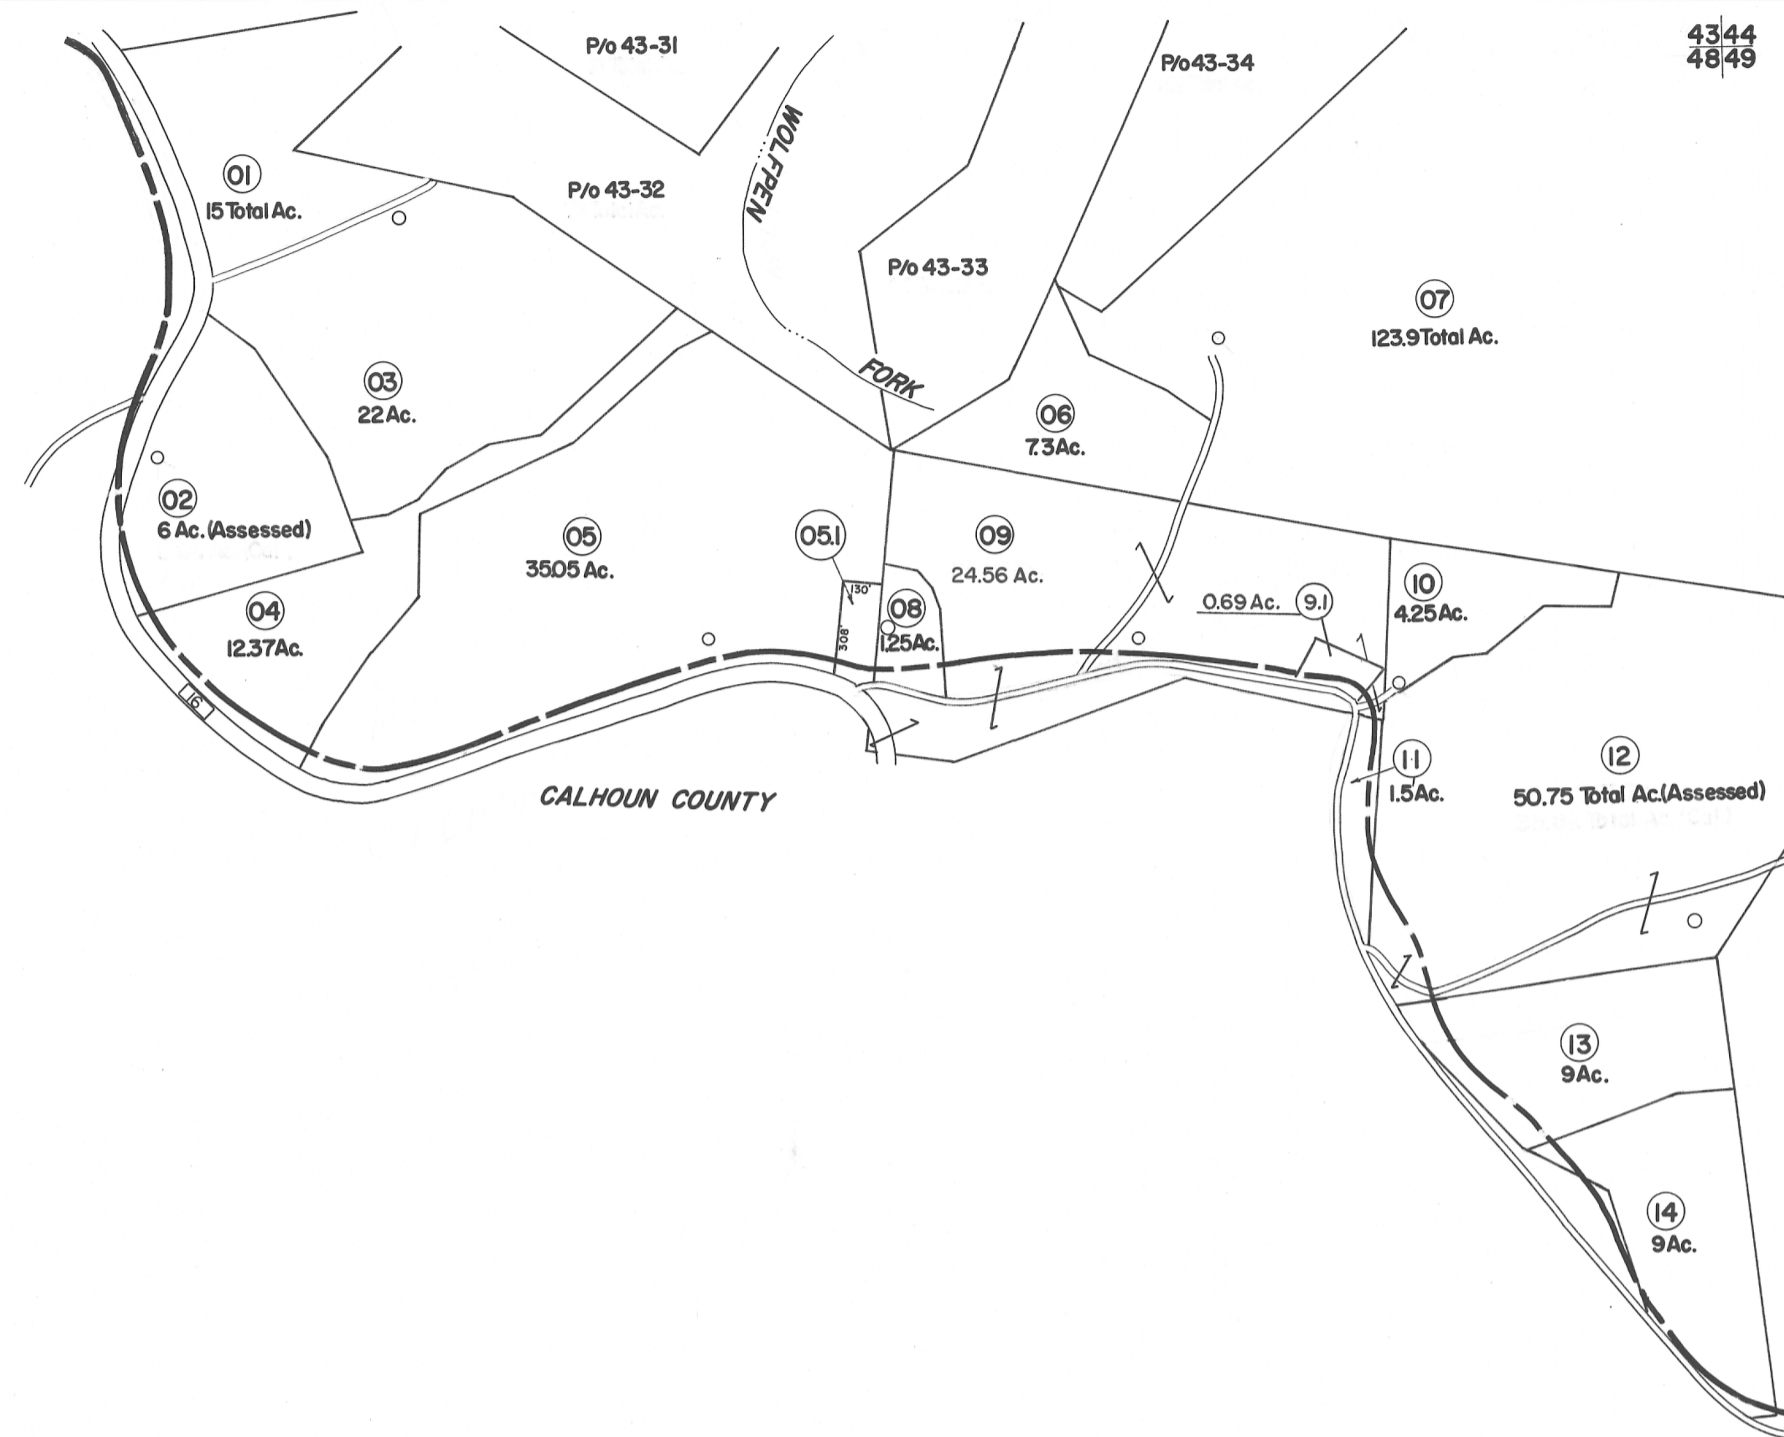 P/o 43-31
P/o 43-34
43 44
48 49
WOLFPEN
FORK
01
15 Total Ac.
P/o 43-32
P/o 43-33
07
123.9 Total Ac.
03
22 Ac.
06
7.3 Ac.
02
6 Ac. (Assessed)
05
35.05 Ac.
05.1
130'
308'
09
24.56 Ac.
08
1.25 Ac.
0.69 Ac.
9.1
10
4.25 Ac.
04
12.37 Ac.
16
CALHOUN COUNTY
11
1.5 Ac.
12
50.75 Total Ac. (Assessed)
13
9 Ac.
14
9 Ac.